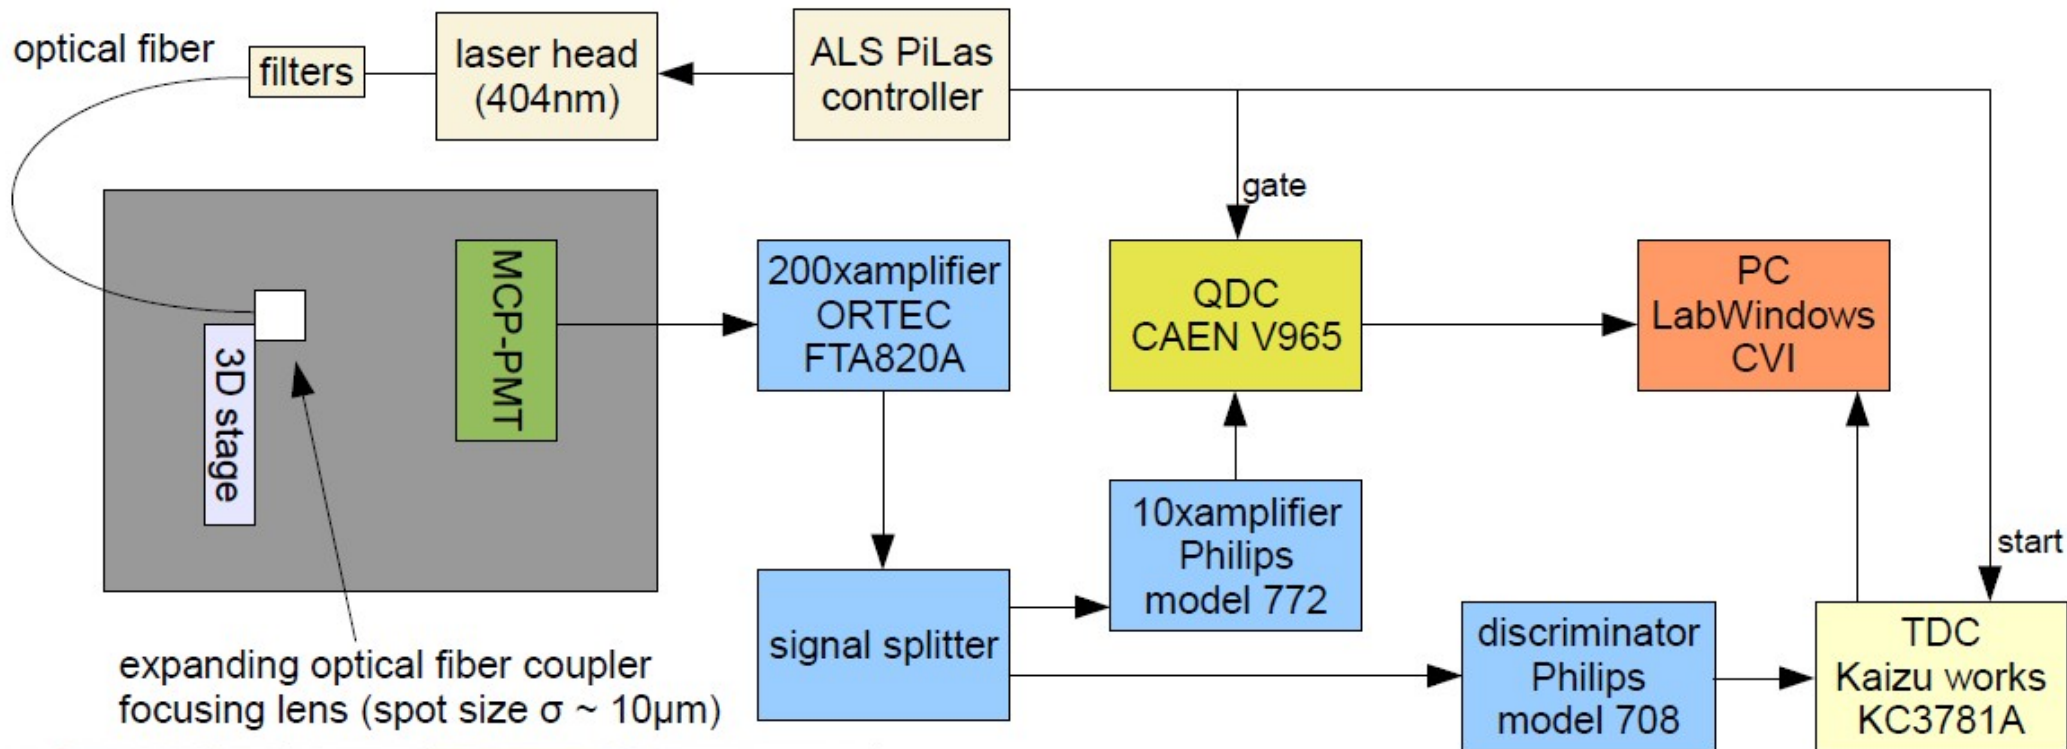 optical fiber
filters
laser head
(404nm)
ALS PiLas
controller
gate
MCP-PMT
3D stage
200xamplifier
ORTEC
FTA820A
QDC
CAEN V965
PC
LabWindows
CVI
10xamplifier
Philips
model 772
start
signal splitter
discriminator
Philips
model 708
TDC
Kaizu works
KC3781A
expanding optical fiber coupler
focusing lens (spot size σ ~ 10μm)